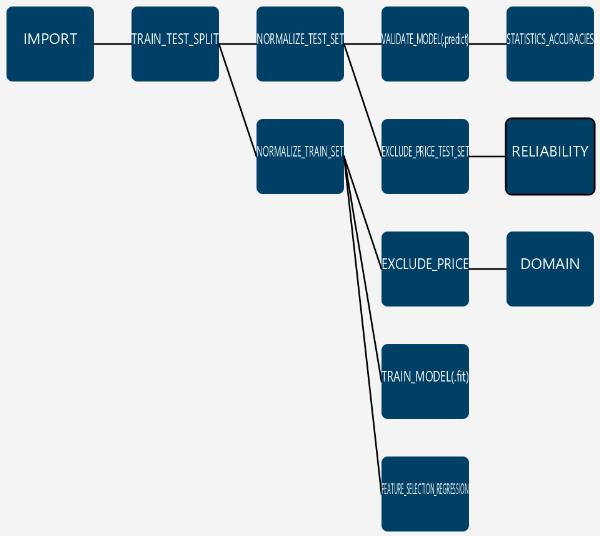 IMPORT
TRAIN_TEST_SPLIT
NORMALIZE_TEST_SET
VALIDATE_MODEL(.predict)
STATISTICS_ACCURACIES
NORMALIZE_TRAIN_SET
EXCLUDE_PRICE_TEST_SET
RELIABILITY
EXCLUDE_PRICE
DOMAIN
TRAIN_MODEL(.fit)
FEATURE_SELECTION_REGRESSION